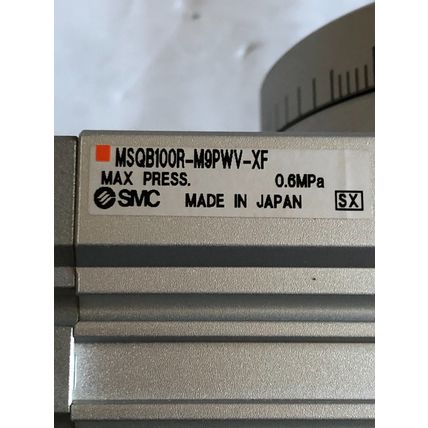 MSQB100R-M9PWV-XF
MAX PRESS. 0.6MPa
SMC MADE IN JAPAN SX